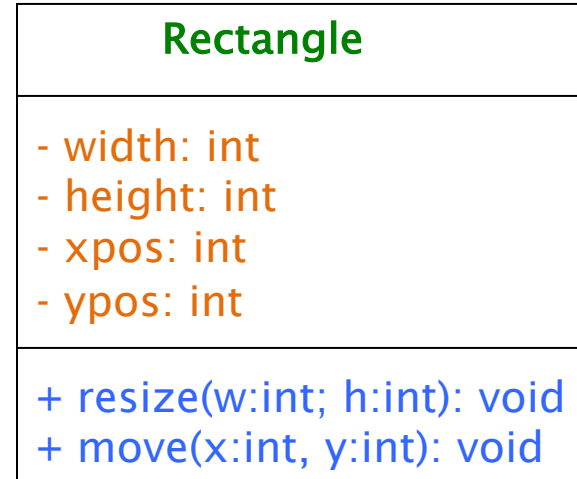 Rectangle
- width: int
- height: int
- xpos: int
- ypos: int
+ resize(w:int; h:int): void
+ move(x:int, y:int): void